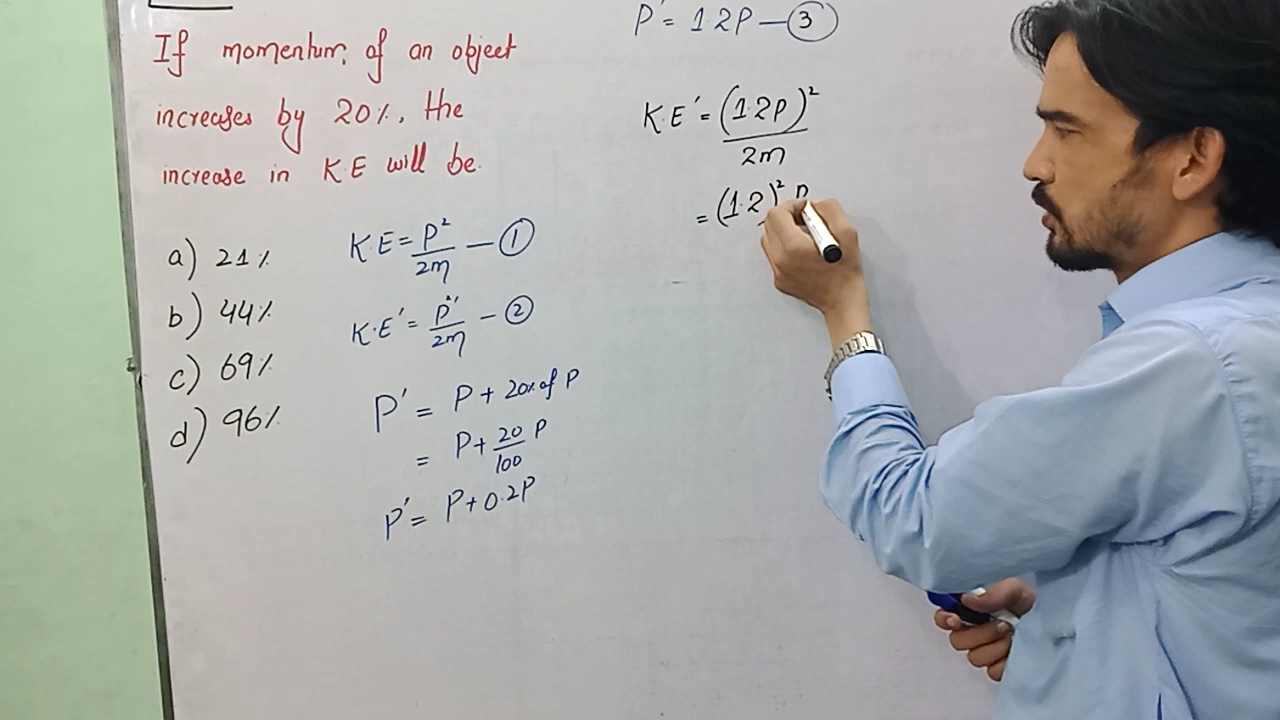 If momentum of an object
increases by 20%, the
increase in K.E will be.
a) 21%
b) 44%
c) 69%
d) 96%
K.E = P²/2m — ①
K.E' = P'²/2m — ②
P' = P + 20% of P
= P + 20/100 P
P' = P + 0.2P
P' = 1.2P — ③
K.E' = (1.2P)²/2m
= (1.2)² P